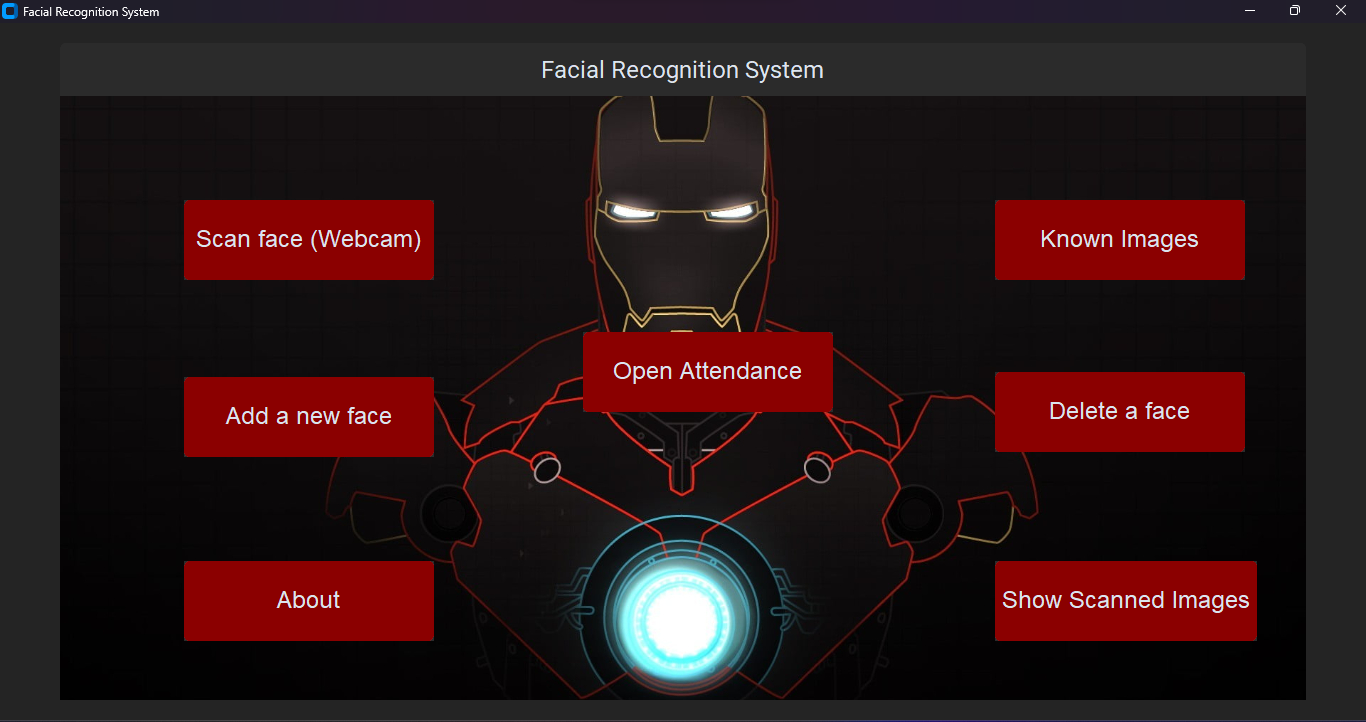 Facial Recognition System
Facial Recognition System
Scan face (Webcam)
Known Images
Open Attendance
Add a new face
Delete a face
About
Show Scanned Images